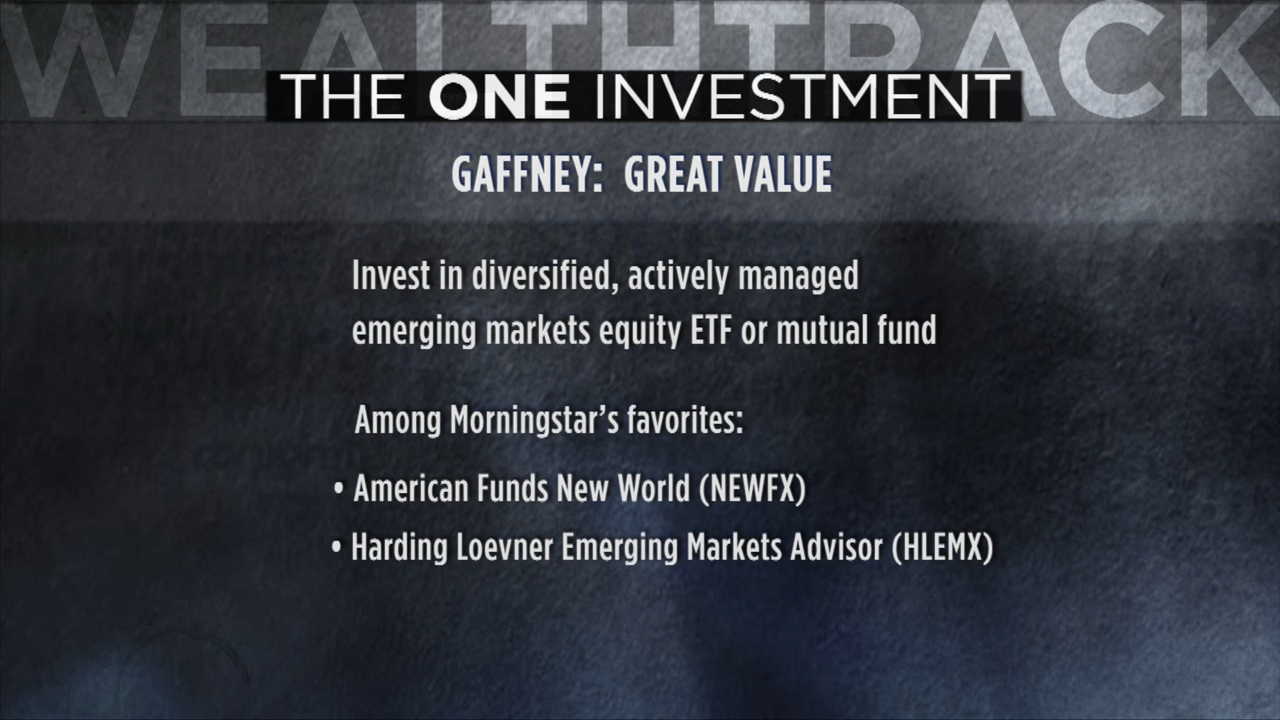 WEALTHTRACK
THE ONE INVESTMENT
GAFFNEY: GREAT VALUE
Invest in diversified, actively managed
emerging markets equity ETF or mutual fund
Among Morningstar's favorites:
• American Funds New World (NEWFX)
• Harding Loevner Emerging Markets Advisor (HLEMX)